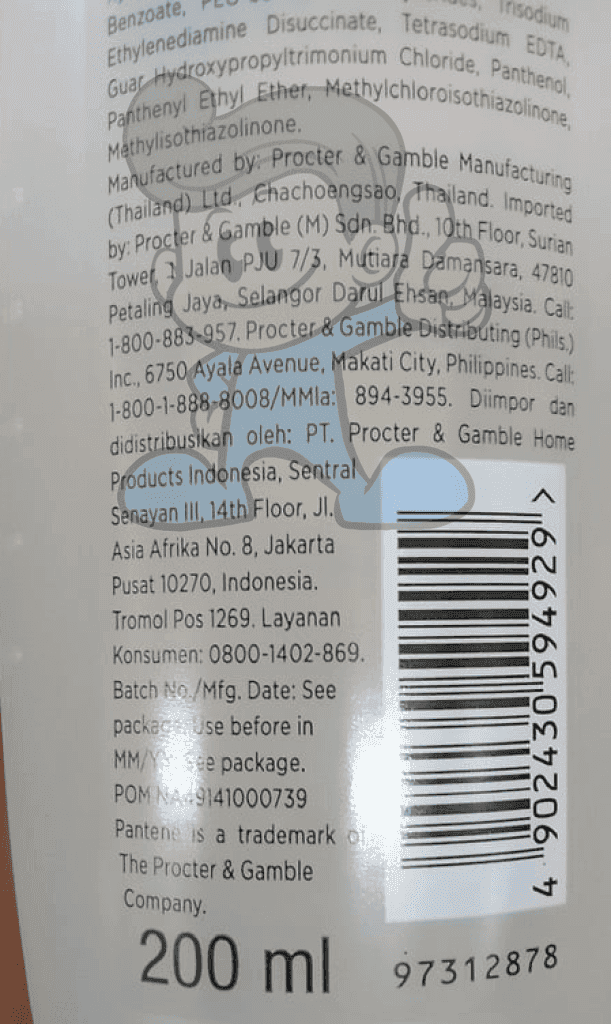 Benzoate, Trisodium
Ethylenediamine Disuccinate, Tetrasodium EDTA,
Guar Hydroxypropyltrimonium Chloride, Panthenol,
Panthenyl Ethyl Ether, Methylchloroisothiazolinone,
Methylisothiazolinone.
Manufactured by: Procter & Gamble Manufacturing
(Thailand) Ltd., Chachoengsao, Thailand. Imported
by: Procter & Gamble (M) Sdn. Bhd., 10th Floor, Surian
Tower, 1 Jalan PJU 7/3, Mutiara Damansara, 47810
Petaling Jaya, Selangor Darul Ehsan, Malaysia. Call:
1-800-883-957. Procter & Gamble Distributing (Phils.)
Inc., 6750 Ayala Avenue, Makati City, Philippines. Call:
1-800-1-888-8008/MMla: 894-3955. Diimpor dan
didistribusikan oleh: PT. Procter & Gamble Home
Products Indonesia, Sentral
Senayan III, 14th Floor, Jl.
Asia Afrika No. 8, Jakarta
Pusat 10270, Indonesia.
Tromol Pos 1269. Layanan
Konsumen: 0800-1402-869.
Batch No./Mfg. Date: See
package. Use before in
MM/YY: See package.
POM NA49141000739
Pantene is a trademark of
The Procter & Gamble
Company.
200 ml
4 902430 594929 >
97312878